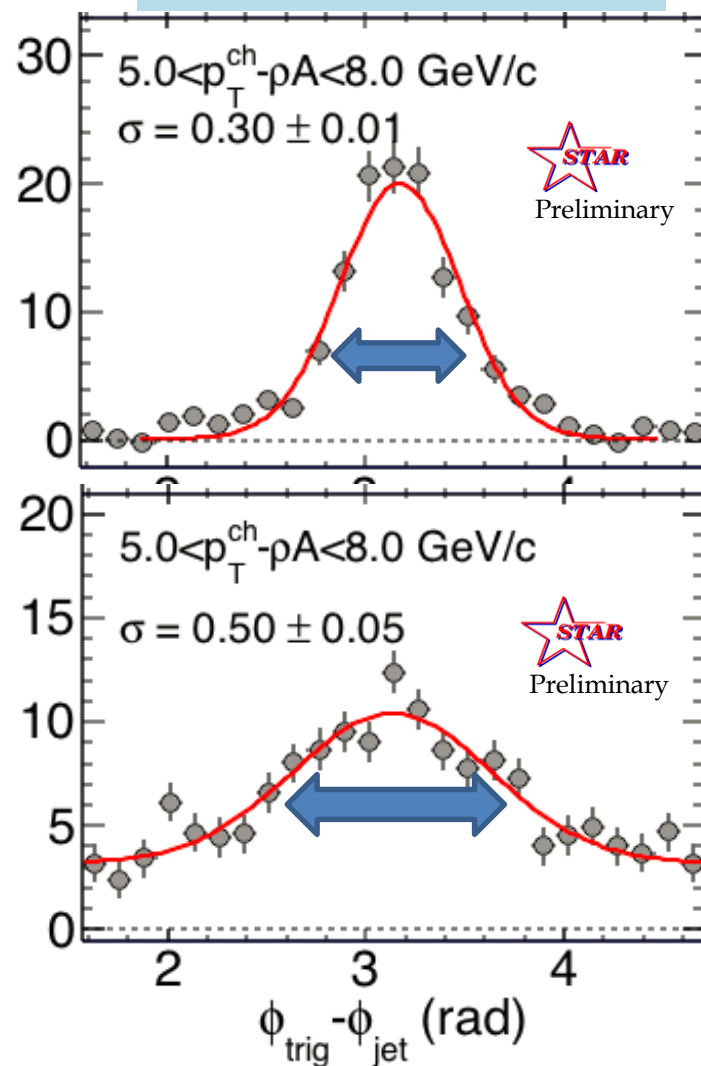 30
5.0<p_T^ch-ρA<8.0 GeV/c
σ = 0.30 ± 0.01
STAR
Preliminary
20
10
0
20
5.0<p_T^ch-ρA<8.0 GeV/c
σ = 0.50 ± 0.05
STAR
Preliminary
15
10
5
0
2 3 4
ϕ_trig-ϕ_jet (rad)